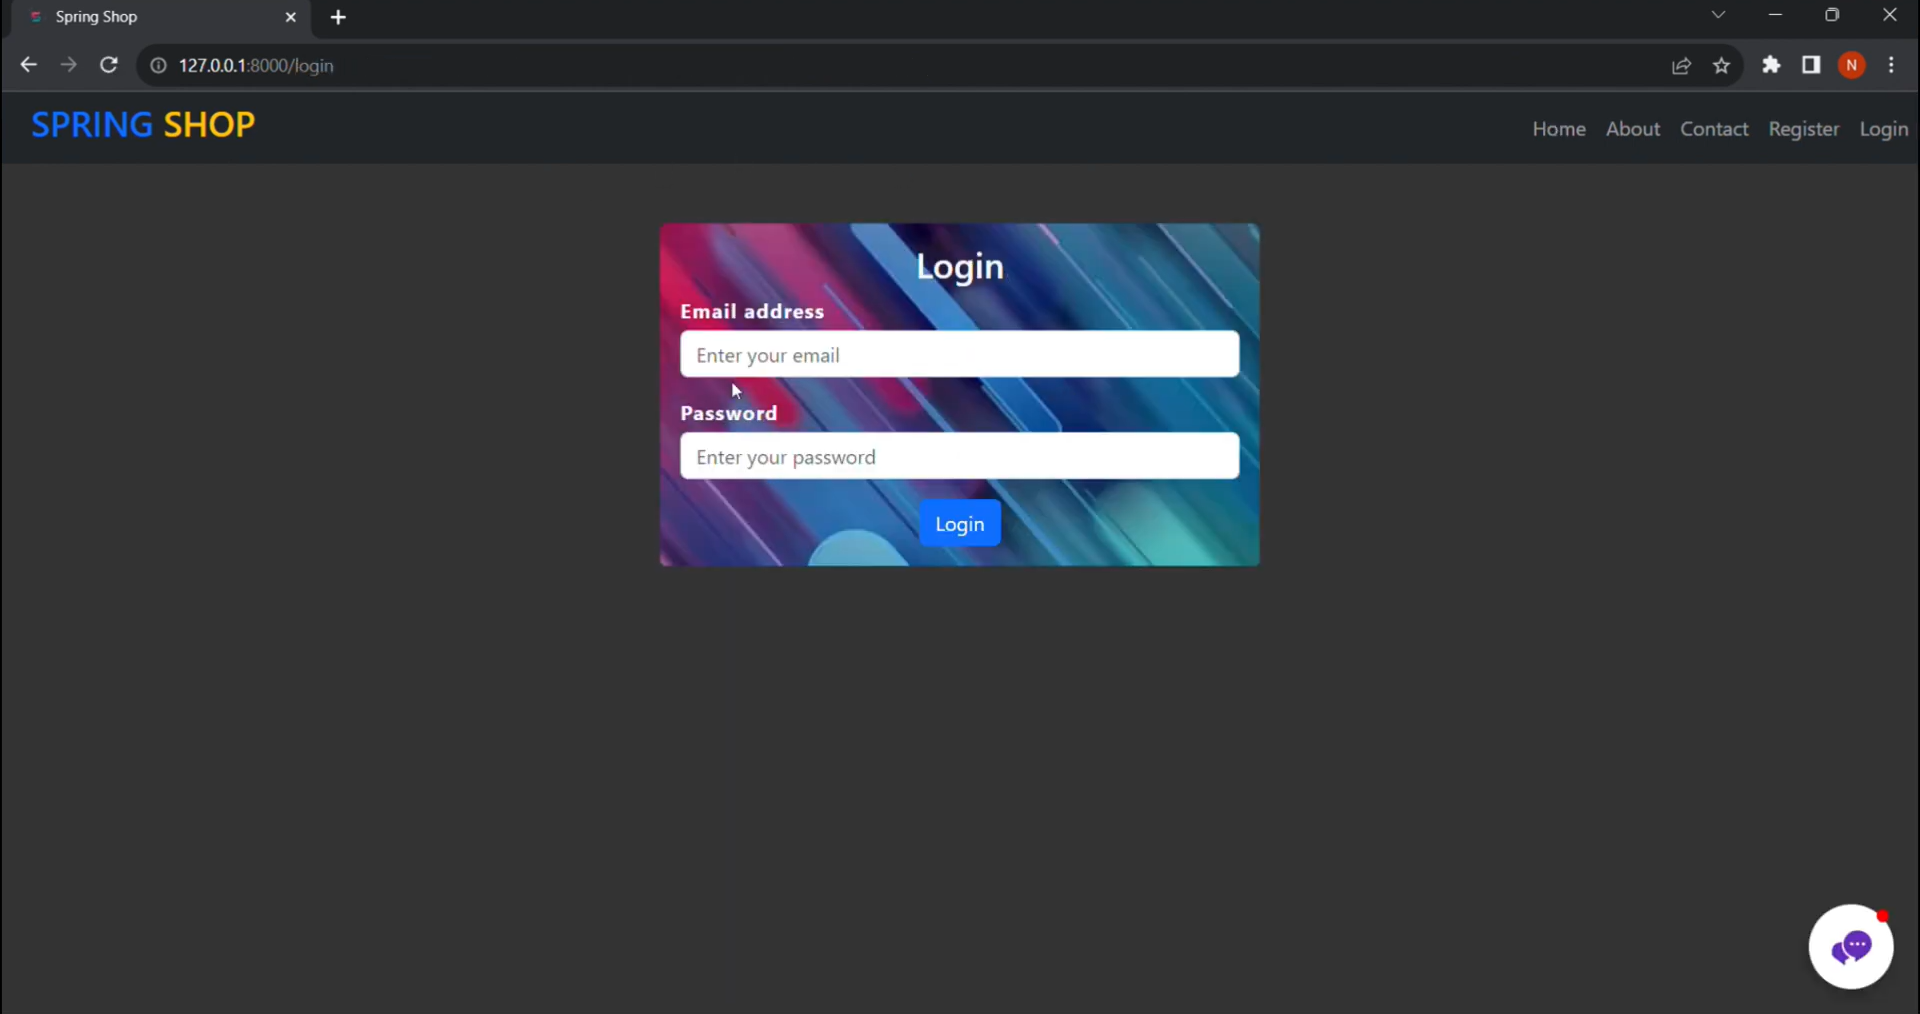 Spring Shop
127.0.0.1:8000/login
N
SPRING SHOP
Home About Contact Register Login
Login
Email address
Enter your email
Password
Enter your password
Login